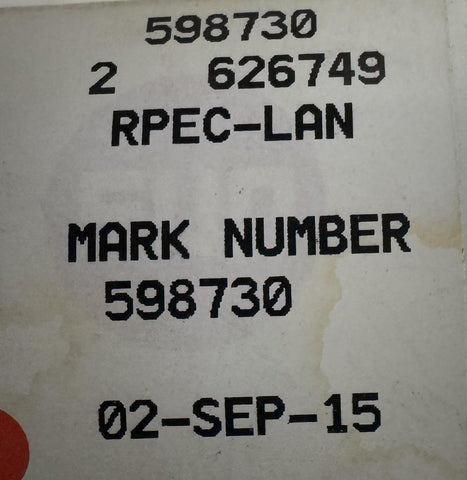 598730
2 626749
RPEC-LAN
MARK NUMBER
598730
02-SEP-15